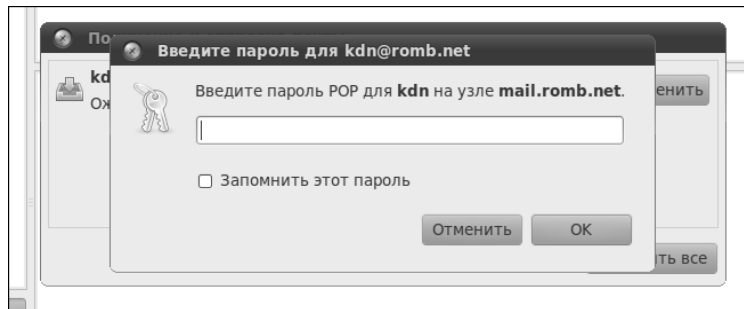 Введите пароль для kdn@romb.net
Введите пароль POP для kdn на узле mail.romb.net.
Запомнить этот пароль
Отменить
OK